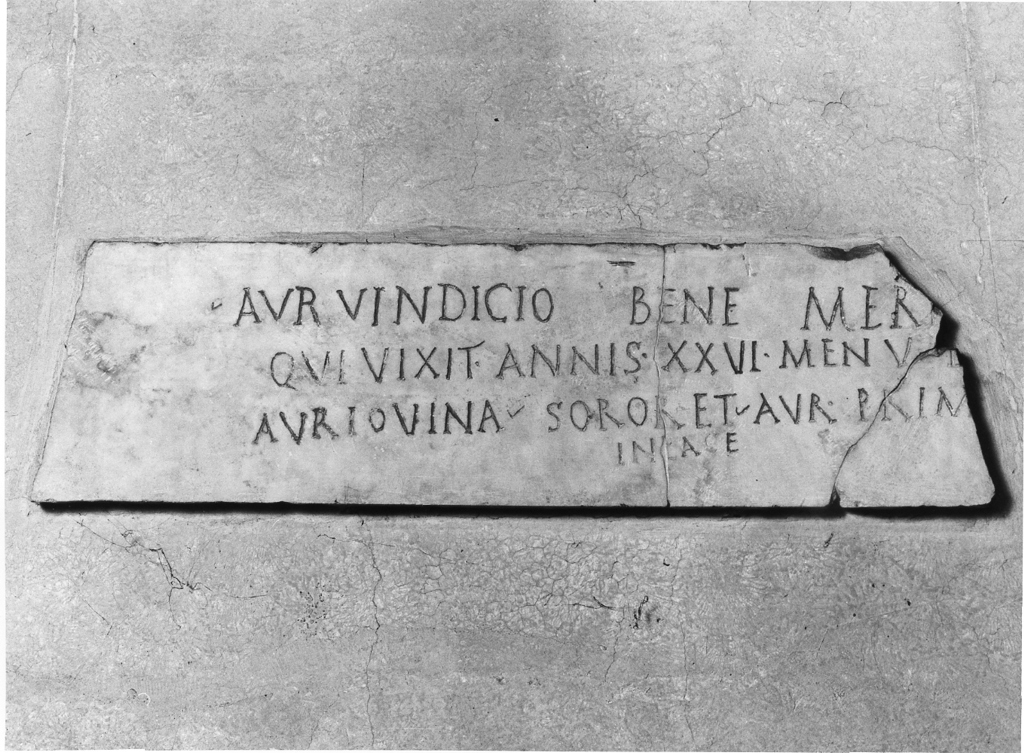 AVR VINDICIO BENE MER
QVI VIXIT ANNIS · XXVI · MEN V
AVR IOVINA SOROR ET AVR · PRIM
IN PACE